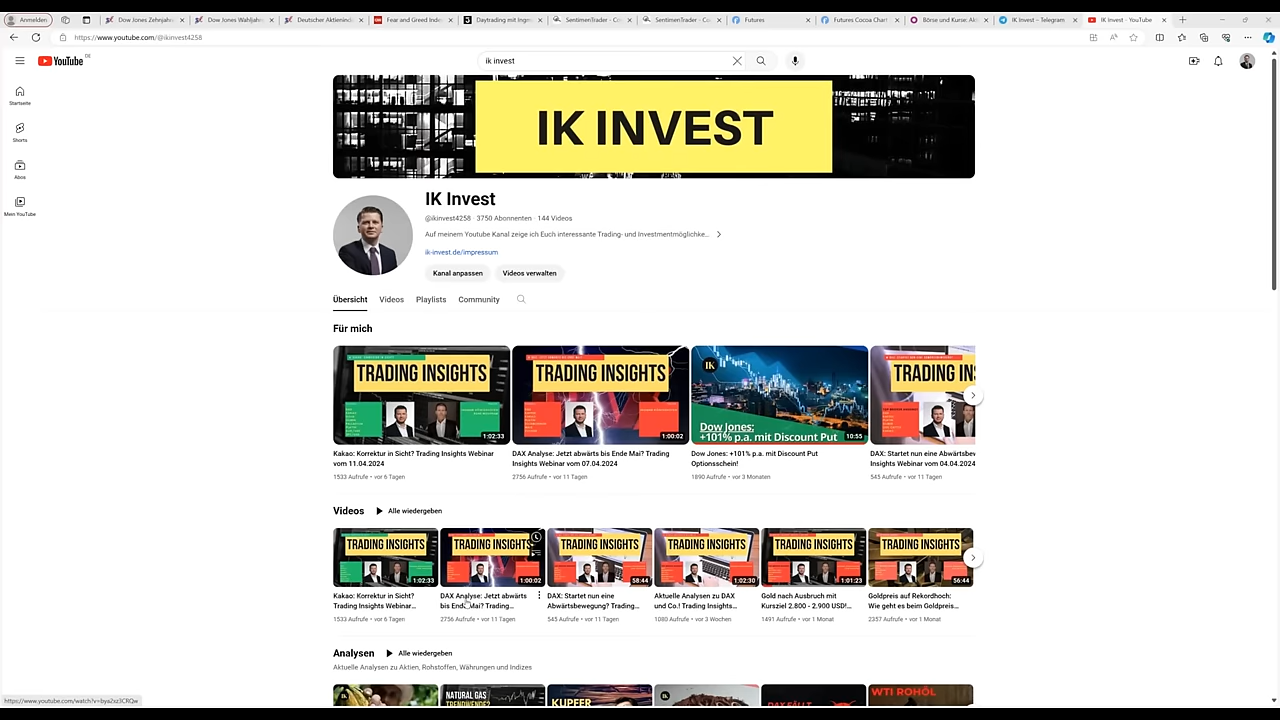 Anmelden
Dow Jones Zehnjahr
Dow Jones Wahljahr
Deutscher Aktienind
Fear and Greed Inde
Daytrading mit Ingm
SentimenTrader - C
SentimenTrader - Co
Futures
Futures Cocoa Char
Börse und Kurse: Ak
IK Invest – Telegram
IK Invest - YouTube
https://www.youtube.com/@ikinvest4258
YouTube DE
ik invest
Startseite
Shorts
Abos
Mein YouTube
IK INVEST
IK Invest
@ikinvest4258 · 3750 Abonnenten · 144 Videos
Auf meinem Youtube Kanal zeige ich Euch interessante Trading- und Investmentmöglichke...
ik-invest.de/impressum
Kanal anpassen
Videos verwalten
Übersicht
Videos
Playlists
Community
Für mich
TRADING INSIGHTS
1:02:33
TRADING INSIGHTS
1:00:02
IK
Dow Jones:
+101% p.a. mit Discount Put
10:55
TRADING IN
Kakao: Korrektur in Sicht? Trading Insights Webinar
vom 11.04.2024
1533 Aufrufe • vor 6 Tagen
DAX Analyse: Jetzt abwärts bis Ende Mai? Trading
Insights Webinar vom 07.04.2024
2756 Aufrufe • vor 11 Tagen
Dow Jones: +101% p.a. mit Discount Put
Optionsschein!
1890 Aufrufe • vor 3 Monaten
DAX: Startet nun eine Abwärtsbew
Insights Webinar vom 04.04.2024
545 Aufrufe • vor 11 Tagen
Videos
Alle wiedergeben
TRADING INSIGHTS
1:02:33
TRADING INSIGHTS
1:00:02
TRADING INSIGHTS
58:44
TRADING INSIGHTS
1:02:30
TRADING INSIGHTS
1:01:23
TRADING INSIGHTS
56:44
Kakao: Korrektur in Sicht?
Trading Insights Webinar...
1533 Aufrufe • vor 6 Tagen
DAX Analyse: Jetzt abwärts
bis Ende Mai? Trading...
2756 Aufrufe • vor 11 Tagen
DAX: Startet nun eine
Abwärtsbewegung? Trading...
545 Aufrufe • vor 11 Tagen
Aktuelle Analysen zu DAX
und Co.! Trading Insights...
1080 Aufrufe • vor 3 Wochen
Gold nach Ausbruch mit
Kursziel 2.800 - 2.900 USD!...
1491 Aufrufe • vor 1 Monat
Goldpreis auf Rekordhoch:
Wie geht es beim Goldpreis...
2357 Aufrufe • vor 1 Monat
Analysen
Alle wiedergeben
Aktuelle Analysen zu Aktien, Rohstoffen, Währungen und Indizes
NATURAL GAS
KUPFER
DAX FÄLLT
WTI ROHÖL